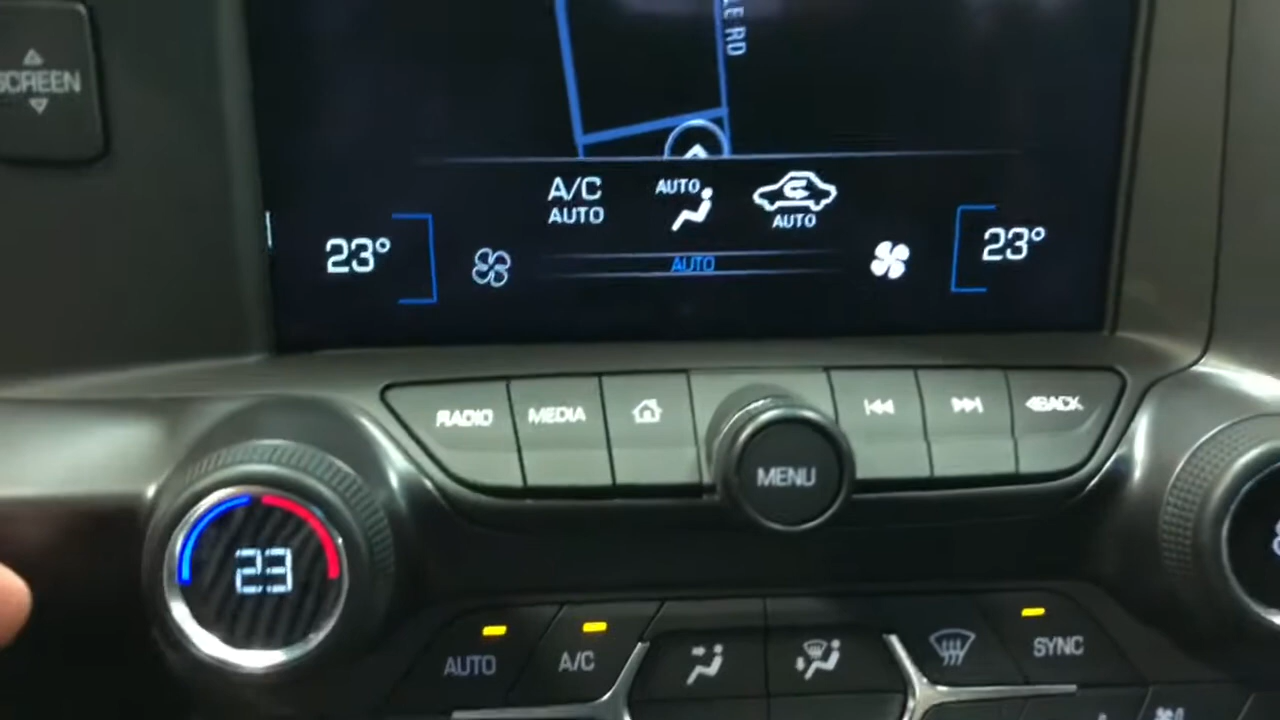 SCREEN
RD
A/C
AUTO
AUTO
AUTO
23°
AUTO
23°
RADIO
MEDIA
BACK
MENU
23
AUTO
A/C
SYNC